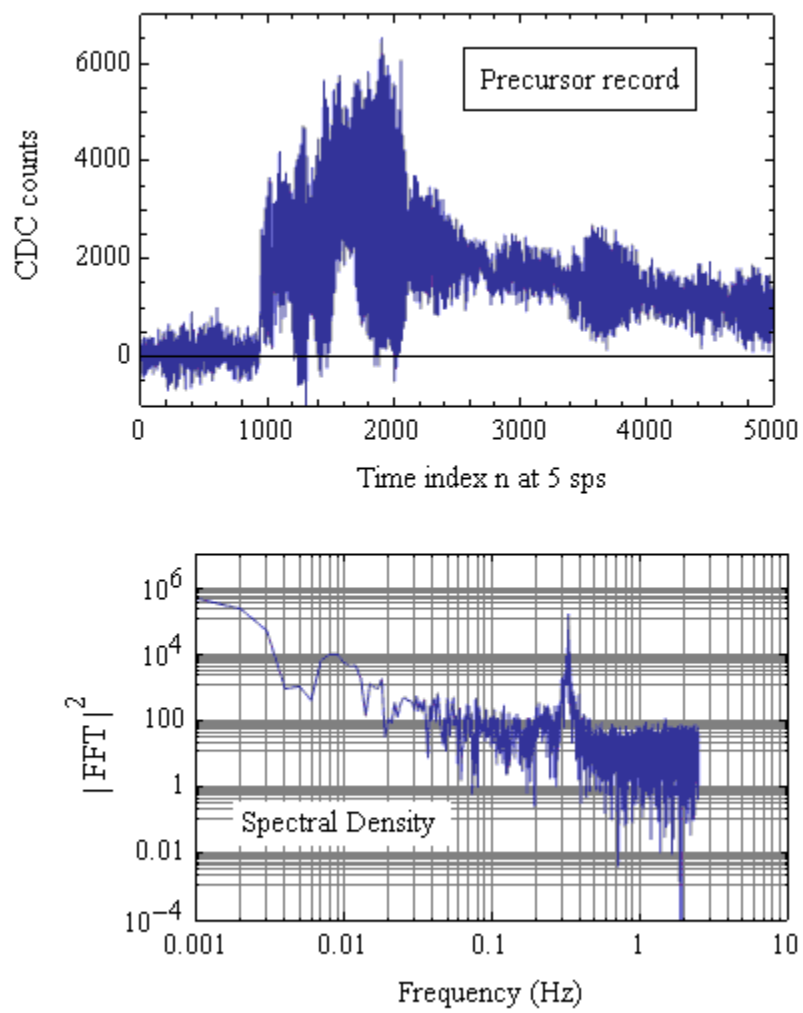 6000
4000
2000
0
CDC counts
Precursor record
0 1000 2000 3000 4000 5000
Time index n at 5 sps
10^6
10^4
100
1
0.01
10^-4
|FFT|^2
Spectral Density
0.001 0.01 0.1 1 10
Frequency (Hz)